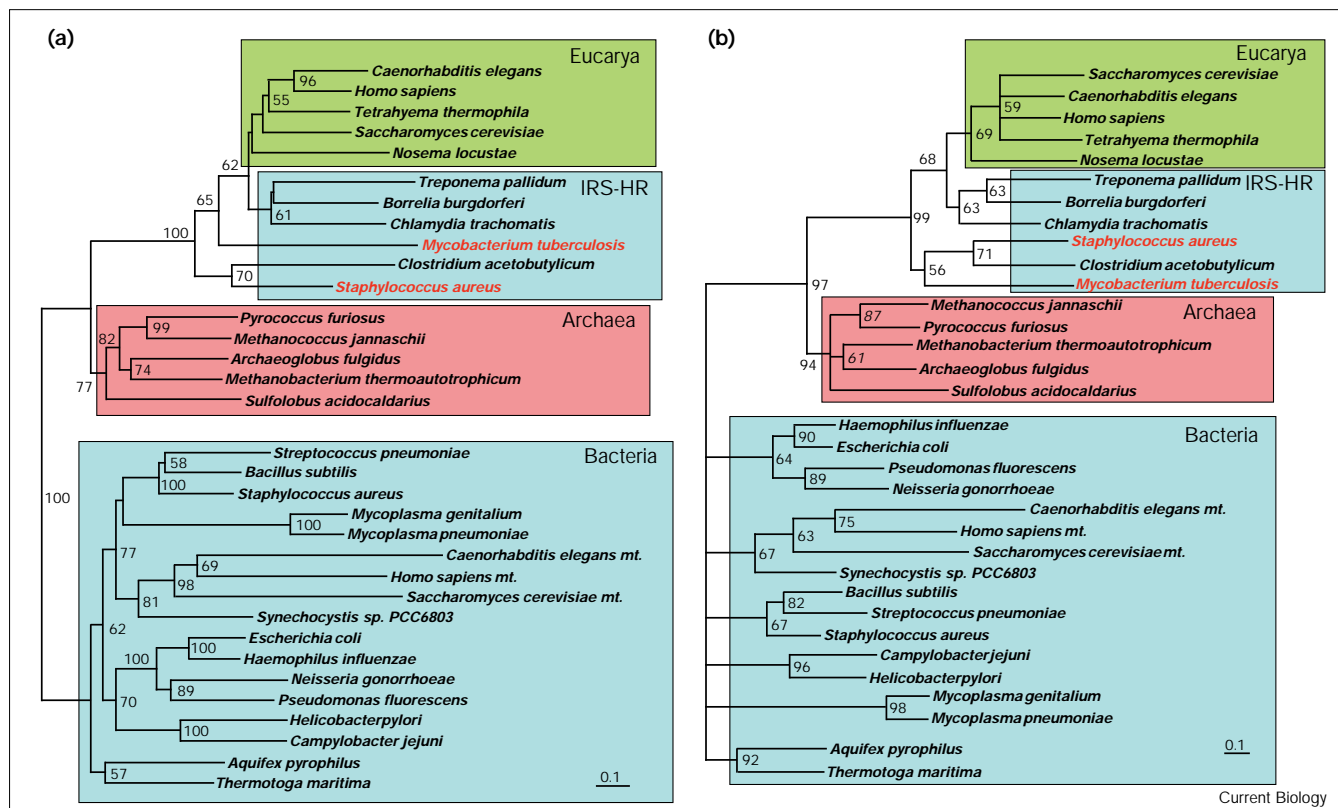 (a)
Eucarya
96
Caenorhabditis elegans
Homo sapiens
55
Tetrahyema thermophila
Saccharomyces cerevisiae
Nosema locustae
62
IRS-HR
Treponema pallidum
Borrelia burgdorferi
61
Chlamydia trachomatis
65
Mycobacterium tuberculosis
100
Clostridium acetobutylicum
70
Staphylococcus aureus
Archaea
Pyrococcus furiosus
99
Methanococcus jannaschii
82
Archaeoglobus fulgidus
74
Methanobacterium thermoautotrophicum
77
Sulfolobus acidocaldarius
Bacteria
Streptococcus pneumoniae
58
Bacillus subtilis
100
Staphylococcus aureus
100
Mycoplasma genitalium
100
Mycoplasma pneumoniae
77
Caenorhabditis elegans mt.
69
Homo sapiens mt.
98
Saccharomyces cerevisiae mt.
81
Synechocystis sp. PCC6803
62
Escherichia coli
100
Haemophilus influenzae
100
Neisseria gonorrhoeae
89
Pseudomonas fluorescens
70
Helicobacterpylori
100
Campylobacter jejuni
Aquifex pyrophilus
57
Thermotoga maritima
0.1
(b)
Eucarya
Saccharomyces cerevisiae
Caenorhabditis elegans
59
Homo sapiens
69
Tetrahyema thermophila
Nosema locustae
68
IRS-HR
Treponema pallidum
63
Borrelia burgdorferi
63
Chlamydia trachomatis
99
Staphylococcus aureus
71
Clostridium acetobutylicum
56
Mycobacterium tuberculosis
97
Archaea
Methanococcus jannaschii
87
Pyrococcus furiosus
Methanobacterium thermoautotrophicum
61
Archaeoglobus fulgidus
94
Sulfolobus acidocaldarius
Bacteria
Haemophilus influenzae
90
Escherichia coli
64
Pseudomonas fluorescens
89
Neisseria gonorrhoeae
Caenorhabditis elegans mt.
75
Homo sapiens mt.
63
Saccharomyces cerevisiae mt.
67
Synechocystis sp. PCC6803
Bacillus subtilis
82
Streptococcus pneumoniae
67
Staphylococcus aureus
Campylobacter jejuni
96
Helicobacterpylori
Mycoplasma genitalium
98
Mycoplasma pneumoniae
Aquifex pyrophilus
92
Thermotoga maritima
0.1
Current Biology